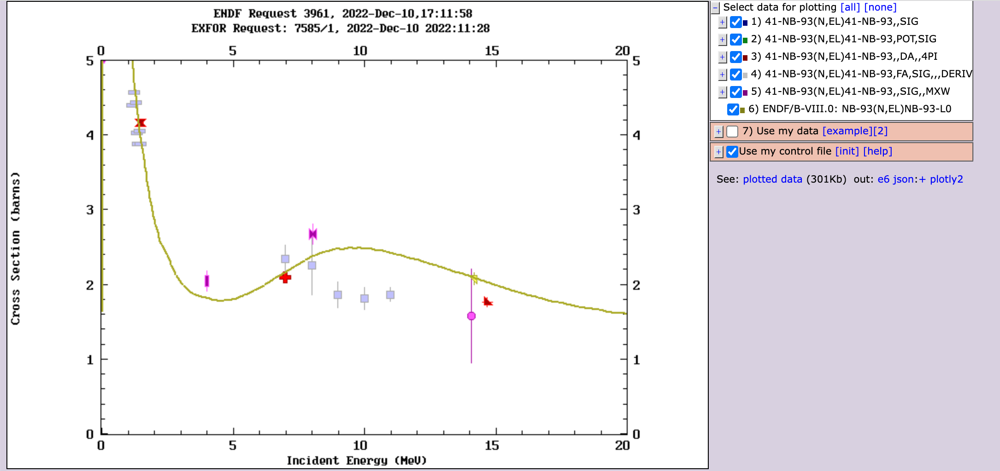 ENDF Request 3961, 2022-Dec-10,17:11:58
EXFOR Request: 7585/1, 2022-Dec-10 2022:11:28
0 5 10 15 20
5 5
4 4
3 3
2 2
1 1
0 0
0 5 10 15 20
Cross Section (barns)
Incident Energy (MeV)
− Select data for plotting [all] [none]
+ 1) 41-NB-93(N,EL)41-NB-93,,SIG
+ 2) 41-NB-93(N,EL)41-NB-93,POT,SIG
+ 3) 41-NB-93(N,EL)41-NB-93,,DA,,4PI
+ 4) 41-NB-93(N,EL)41-NB-93,FA,SIG,,,DERIV
+ 5) 41-NB-93(N,EL)41-NB-93,,SIG,,MXW
6) ENDF/B-VIII.0: NB-93(N,EL)NB-93-L0
+ 7) Use my data [example][2]
+ Use my control file [init] [help]
See: plotted data (301Kb) out: e6 json:+ plotly2